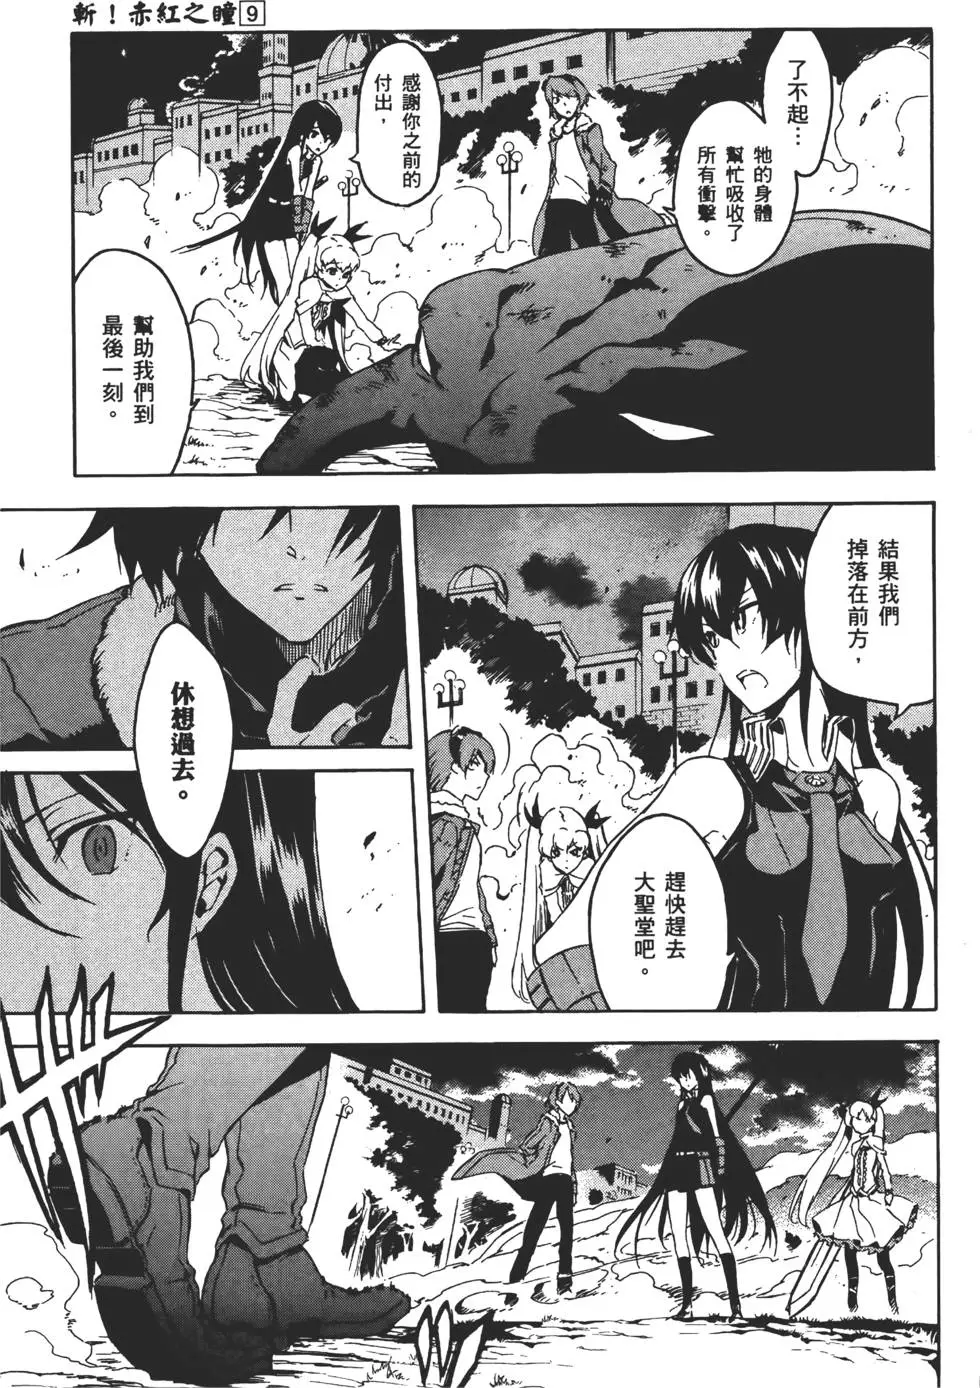 斬！赤紅之瞳9
了不起…
牠的身體
幫忙吸收了
所有衝擊。
感謝你之前的
付出，
幫助我們到
最後一刻。
結果我們
掉落在前方，
趕快趕去
大聖堂吧。
休想過去。